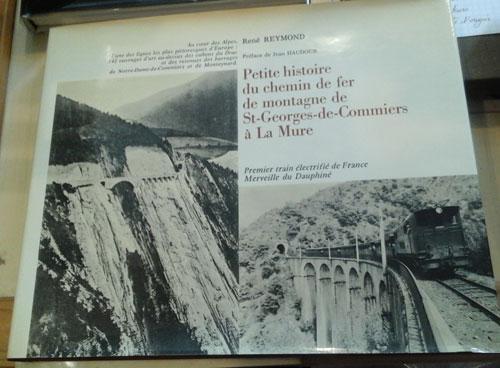 Au cœur des Alpes,
l'une des lignes les plus pittoresques d'Europe :
142 ouvrages d'art au-dessus des cañons du Drac
et des retenues des barrages
de Notre-Dame-de-Commiers et de Monteynard.
René REYMOND
Préface de Ivan HAUDOUR
Petite histoire
du chemin de fer
de montagne de
St-Georges-de-Commiers
à La Mure
Premier train électrifié de France
Merveille du Dauphiné